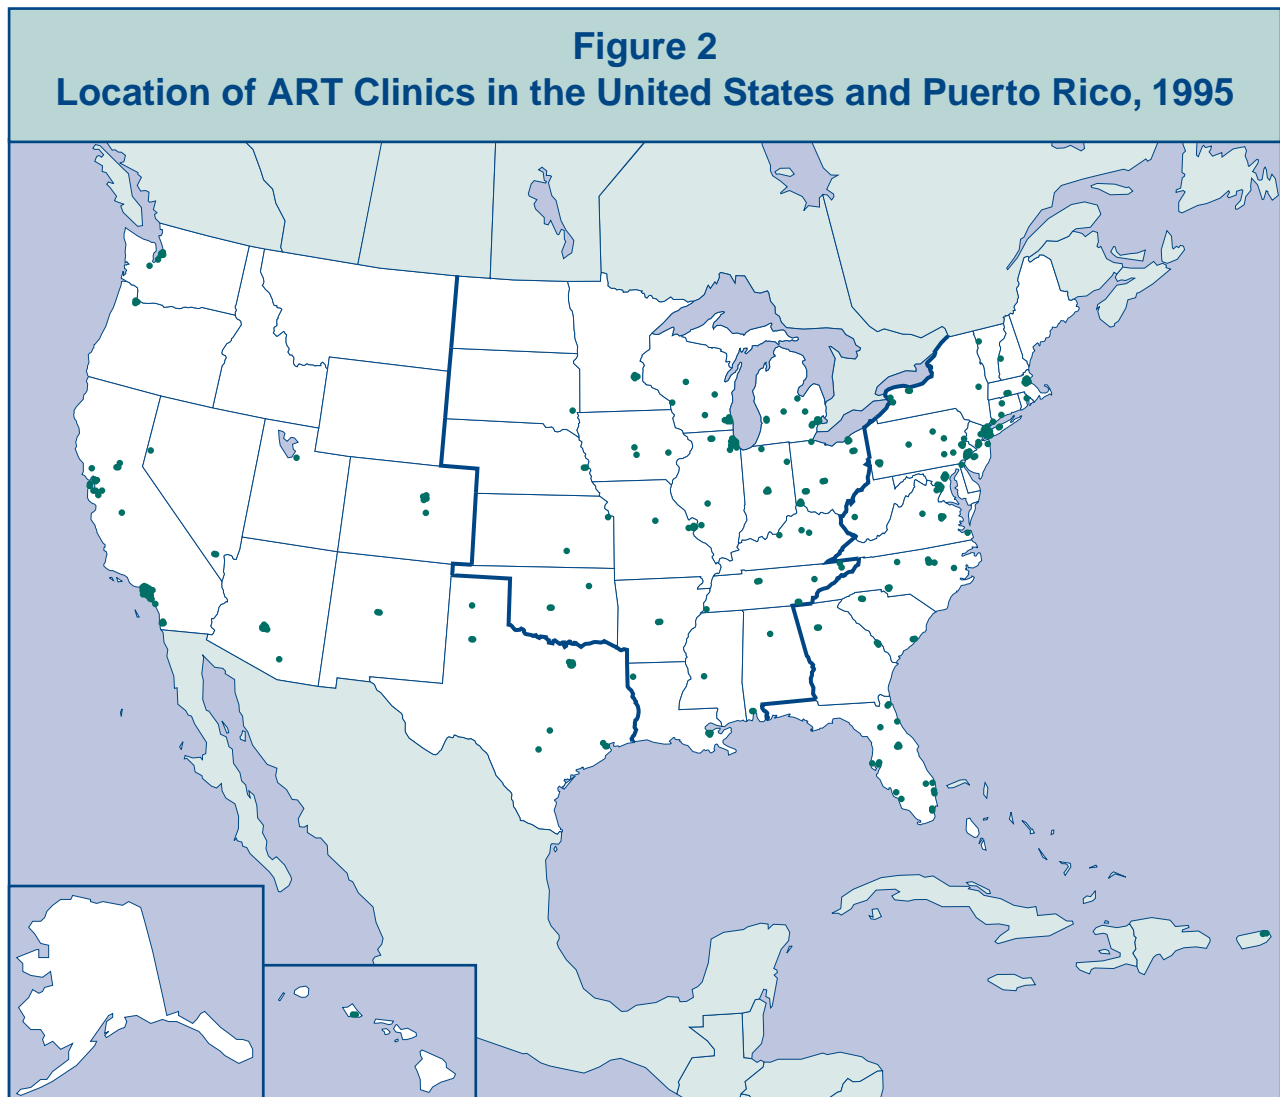 Figure 2
Location of ART Clinics in the United States and Puerto Rico, 1995